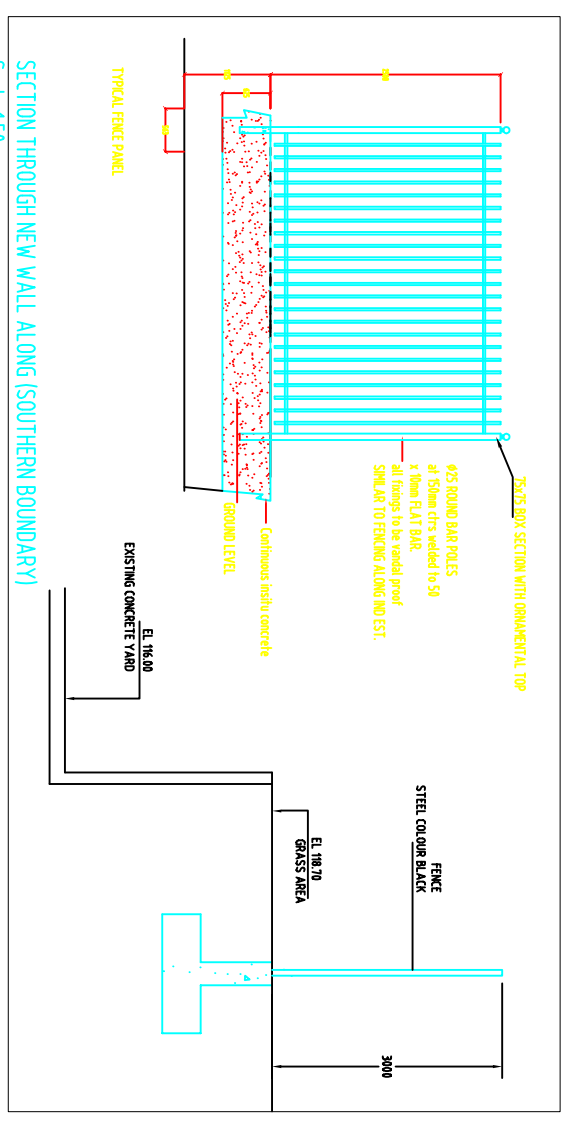 75x75 BOX SECTION WITH ORNAMENTAL TOP
Ø25 ROUND BAR POLES
at 150mm ctrs welded to 50
x 10mm FLAT BAR.
all fixings to be vandal proof
SIMILAR TO FENCING ALONG IND EST.
Continuous insitu concrete
GROUND LEVEL
TYPICAL FENCE PANEL
FENCE
STEEL COLOUR BLACK
3000
EL 118.70
GRASS AREA
EL 116.00
EXISTING CONCRETE YARD
SECTION THROUGH NEW WALL ALONG (SOUTHERN BOUNDARY)